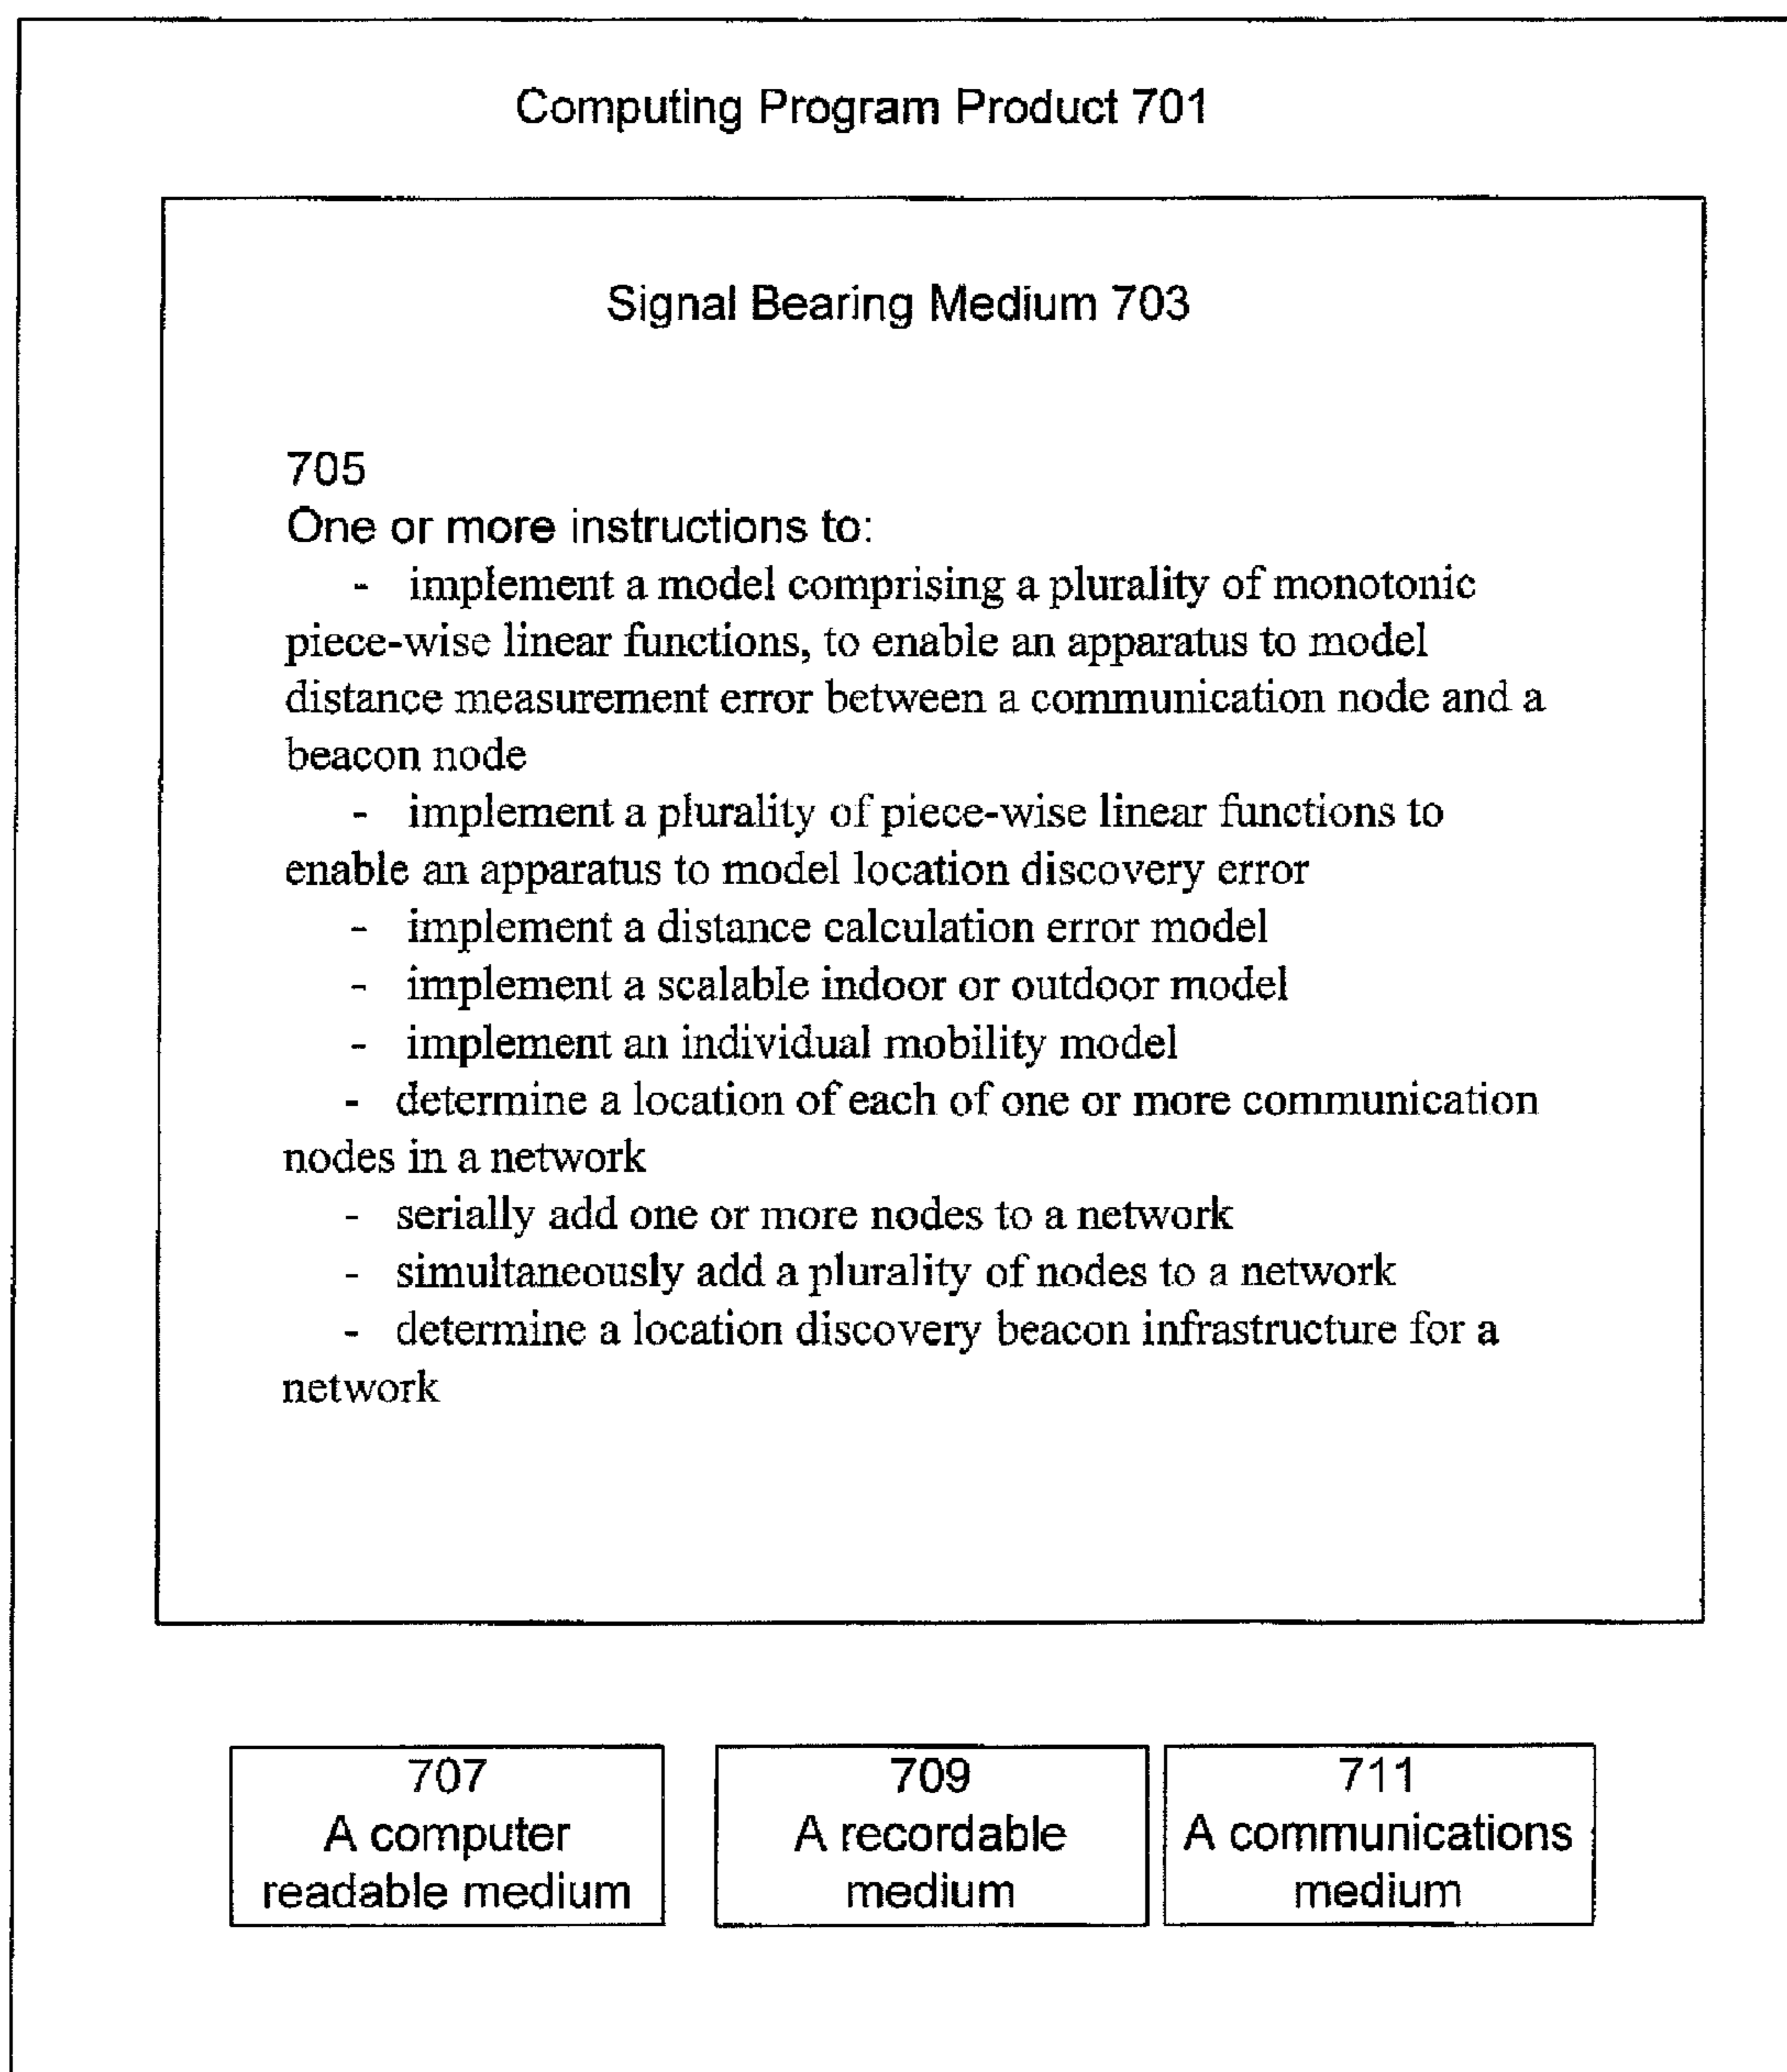 Computing Program Product 701
Signal Bearing Medium 703
705
One or more instructions to:
- implement a model comprising a plurality of monotonic
piece-wise linear functions, to enable an apparatus to model
distance measurement error between a communication node and a
beacon node
- implement a plurality of piece-wise linear functions to
enable an apparatus to model location discovery error
- implement a distance calculation error model
- implement a scalable indoor or outdoor model
- implement an individual mobility model
- determine a location of each of one or more communication
nodes in a network
- serially add one or more nodes to a network
- simultaneously add a plurality of nodes to a network
- determine a location discovery beacon infrastructure for a
network
707
A computer
readable medium
709
A recordable
medium
711
A communications
medium